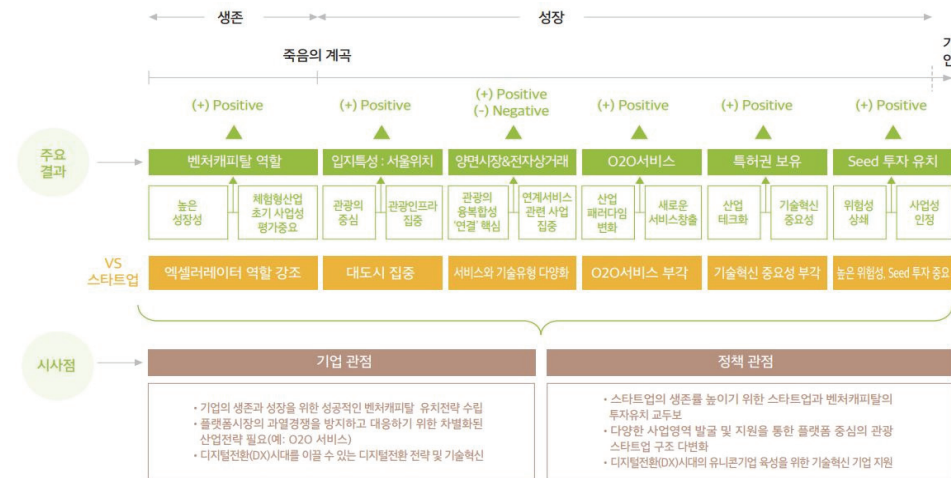 생존
성장
죽음의 계곡
(+) Positive
(+) Positive
(+) Positive
(-) Negative
(+) Positive
(+) Positive
(+) Positive
주요
결과
벤처캐피탈 역할
입지특성 : 서울위치
양면시장&전자상거래
O2O서비스
특허권 보유
Seed 투자 유치
높은
성장성
체험형산업
초기 사업성
평가중요
관광의
중심
관광인프라
집중
관광의
융복합성
‘연결’ 핵심
연계서비스
관련 사업
집중
산업
패러다임
변화
새로운
서비스창출
산업
테크화
기술혁신
중요성
위험성
상쇄
사업성
인정
VS
스타트업
엑셀러레이터 역할 강조
대도시 집중
서비스와 기술유형 다양화
O2O서비스 부각
기술혁신 중요성 부각
높은 위험성, Seed 투자 중요
시사점
기업 관점
정책 관점
• 기업의 생존과 성장을 위한 성공적인 벤처캐피탈 유치전략 수립
• 플랫폼시장의 과열경쟁을 방지하고 대응하기 위한 차별화된
산업전략 필요(예: O2O 서비스)
• 디지털전환(DX)시대를 이끌 수 있는 디지털전환 전략 및 기술혁신
• 스타트업의 생존률 높이기 위한 스타트업과 벤처캐피탈의
투자유치 교두보
• 다양한 사업영역 발굴 및 지원을 통한 플랫폼 중심의 관광
스타트업 구조 다변화
• 디지털전환(DX)시대의 유니콘기업 육성을 위한 기술혁신 기업 지원